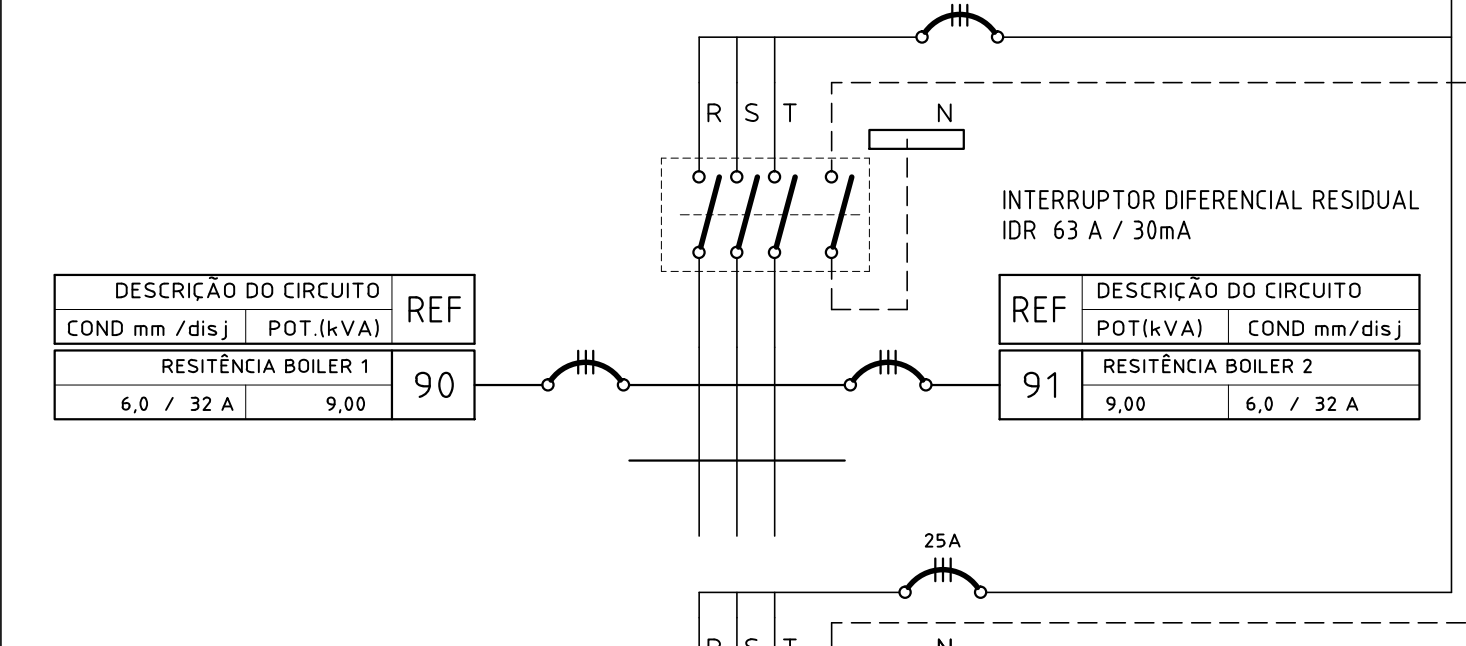 R S T
N
INTERRUPTOR DIFERENCIAL RESIDUAL
IDR 63 A / 30mA
DESCRIÇÃO DO CIRCUITO
COND mm /disj
POT.(kVA)
REF
RESITÊNCIA BOILER 1
6,0 / 32 A
9,00
90
REF
DESCRIÇÃO DO CIRCUITO
POT(kVA)
COND mm/disj
91
RESITÊNCIA BOILER 2
9,00
6,0 / 32 A
25A
R S T
N